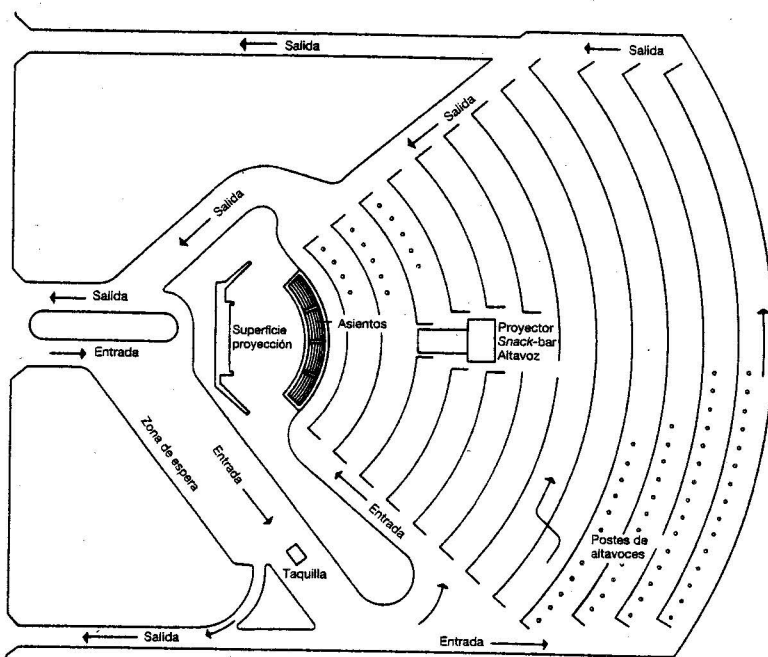 Salida
Salida
Salida
Salida
Salida
Entrada
Superficie
proyección
Asientos
Proyector
Snack-bar
Altavoz
Zona de espera
Entrada
Entrada
Taquilla
Postes de
altavoces
Salida
Entrada